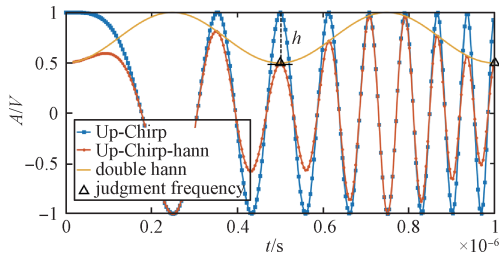 1
0.5
0
−0.5
−1
A/V
h
Up-Chirp
Up-Chirp-hann
double hann
judgment frequency
0 0.2 0.4 0.6 0.8 1
×10⁻⁶
t/s